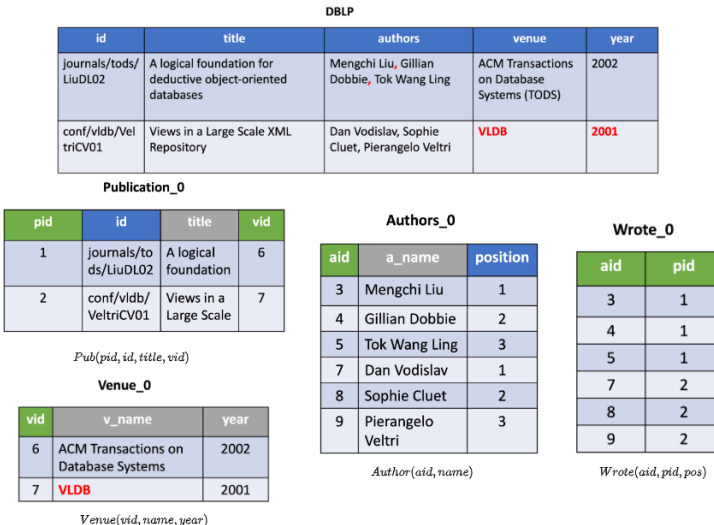 DBLP
id title authors venue year
journals/tods/ A logical foundation for Mengchi Liu, Gillian ACM Transactions 2002
LiuDL02 deductive object-oriented Dobbie, Tok Wang Ling on Database
databases Systems (TODS)
conf/vldb/Vel Views in a Large Scale XML Dan Vodislav, Sophie VLDB 2001
triCV01 Repository Cluet, Pierangelo Veltri
Publication_0
pid id title vid
1 journals/to A logical 6
ds/LiuDL02 foundation
2 conf/vldb/ Views in a 7
VeltriCV01 Large Scale
Pub(pid, id, title, vid)
Venue_0
vid v_name year
6 ACM Transactions on 2002
Database Systems
7 VLDB 2001
Venue(vid, name, year)
Authors_0
aid a_name position
3 Mengchi Liu 1
4 Gillian Dobbie 2
5 Tok Wang Ling 3
7 Dan Vodislav 1
8 Sophie Cluet 2
9 Pierangelo 3
Veltri
Author(aid, name)
Wrote_0
aid pid
3 1
4 1
5 1
7 2
8 2
9 2
Wrote(aid, pid, pos)